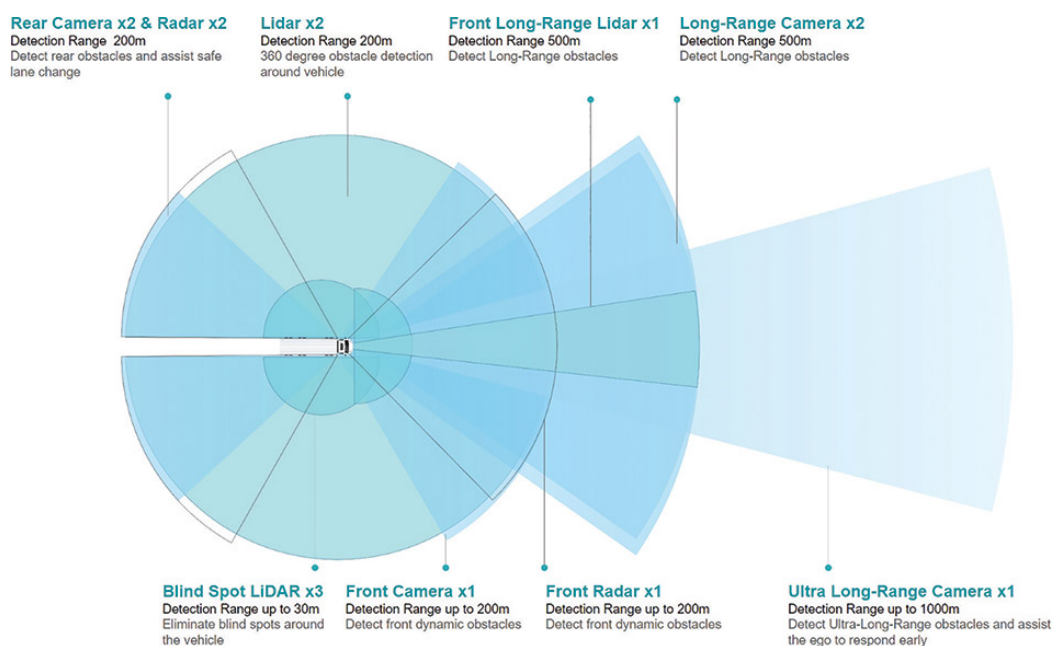 Rear Camera x2 & Radar x2
Detection Range 200m
Detect rear obstacles and assist safe
lane change
Lidar x2
Detection Range 200m
360 degree obstacle detection
around vehicle
Front Long-Range Lidar x1
Detection Range 500m
Detect Long-Range obstacles
Long-Range Camera x2
Detection Range 500m
Detect Long-Range obstacles
Blind Spot LiDAR x3
Detection Range up to 30m
Eliminate blind spots around
the vehicle
Front Camera x1
Detection Range up to 200m
Detect front dynamic obstacles
Front Radar x1
Detection Range up to 200m
Detect front dynamic obstacles
Ultra Long-Range Camera x1
Detection Range up to 1000m
Detect Ultra-Long-Range obstacles and assist
the ego to respond early